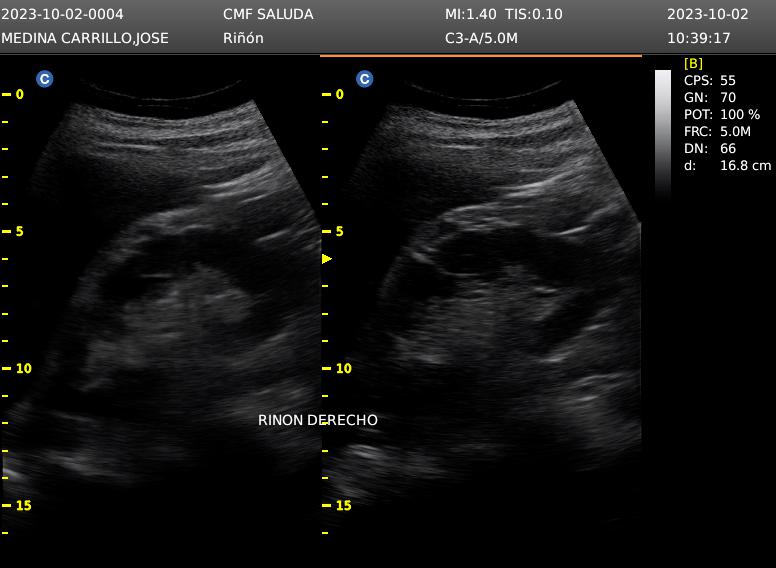 2023-10-02-0004 CMF SALUDA MI:1.40 TIS:0.10 2023-10-02
MEDINA CARRILLO,JOSE Riñón C3-A/5.0M 10:39:17
[B]
CPS: 55
GN: 70
POT: 100 %
FRC: 5.0M
DN: 66
d: 16.8 cm
C C
0 0
5 5
10 10
RINON DERECHO
15 15